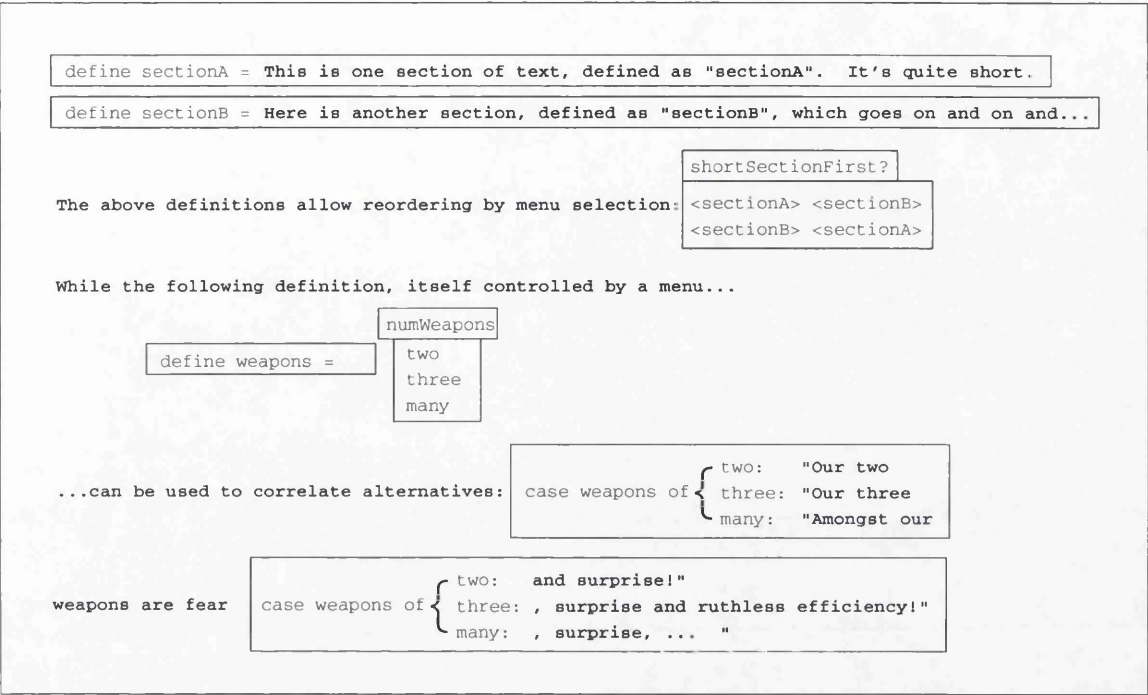 define sectionA = This is one section of text, defined as "sectionA". It's quite short.
define sectionB = Here is another section, defined as "sectionB", which goes on and on and...
shortSectionFirst?
The above definitions allow reordering by menu selection: <sectionA> <sectionB>
<sectionB> <sectionA>
While the following definition, itself controlled by a menu...
numWeapons
define weapons = two
three
many
...can be used to correlate alternatives: case weapons of { two: "Our two
three: "Our three
many: "Amongst our
weapons are fear case weapons of { two: and surprise!"
three: , surprise and ruthless efficiency!"
many: , surprise, ... "